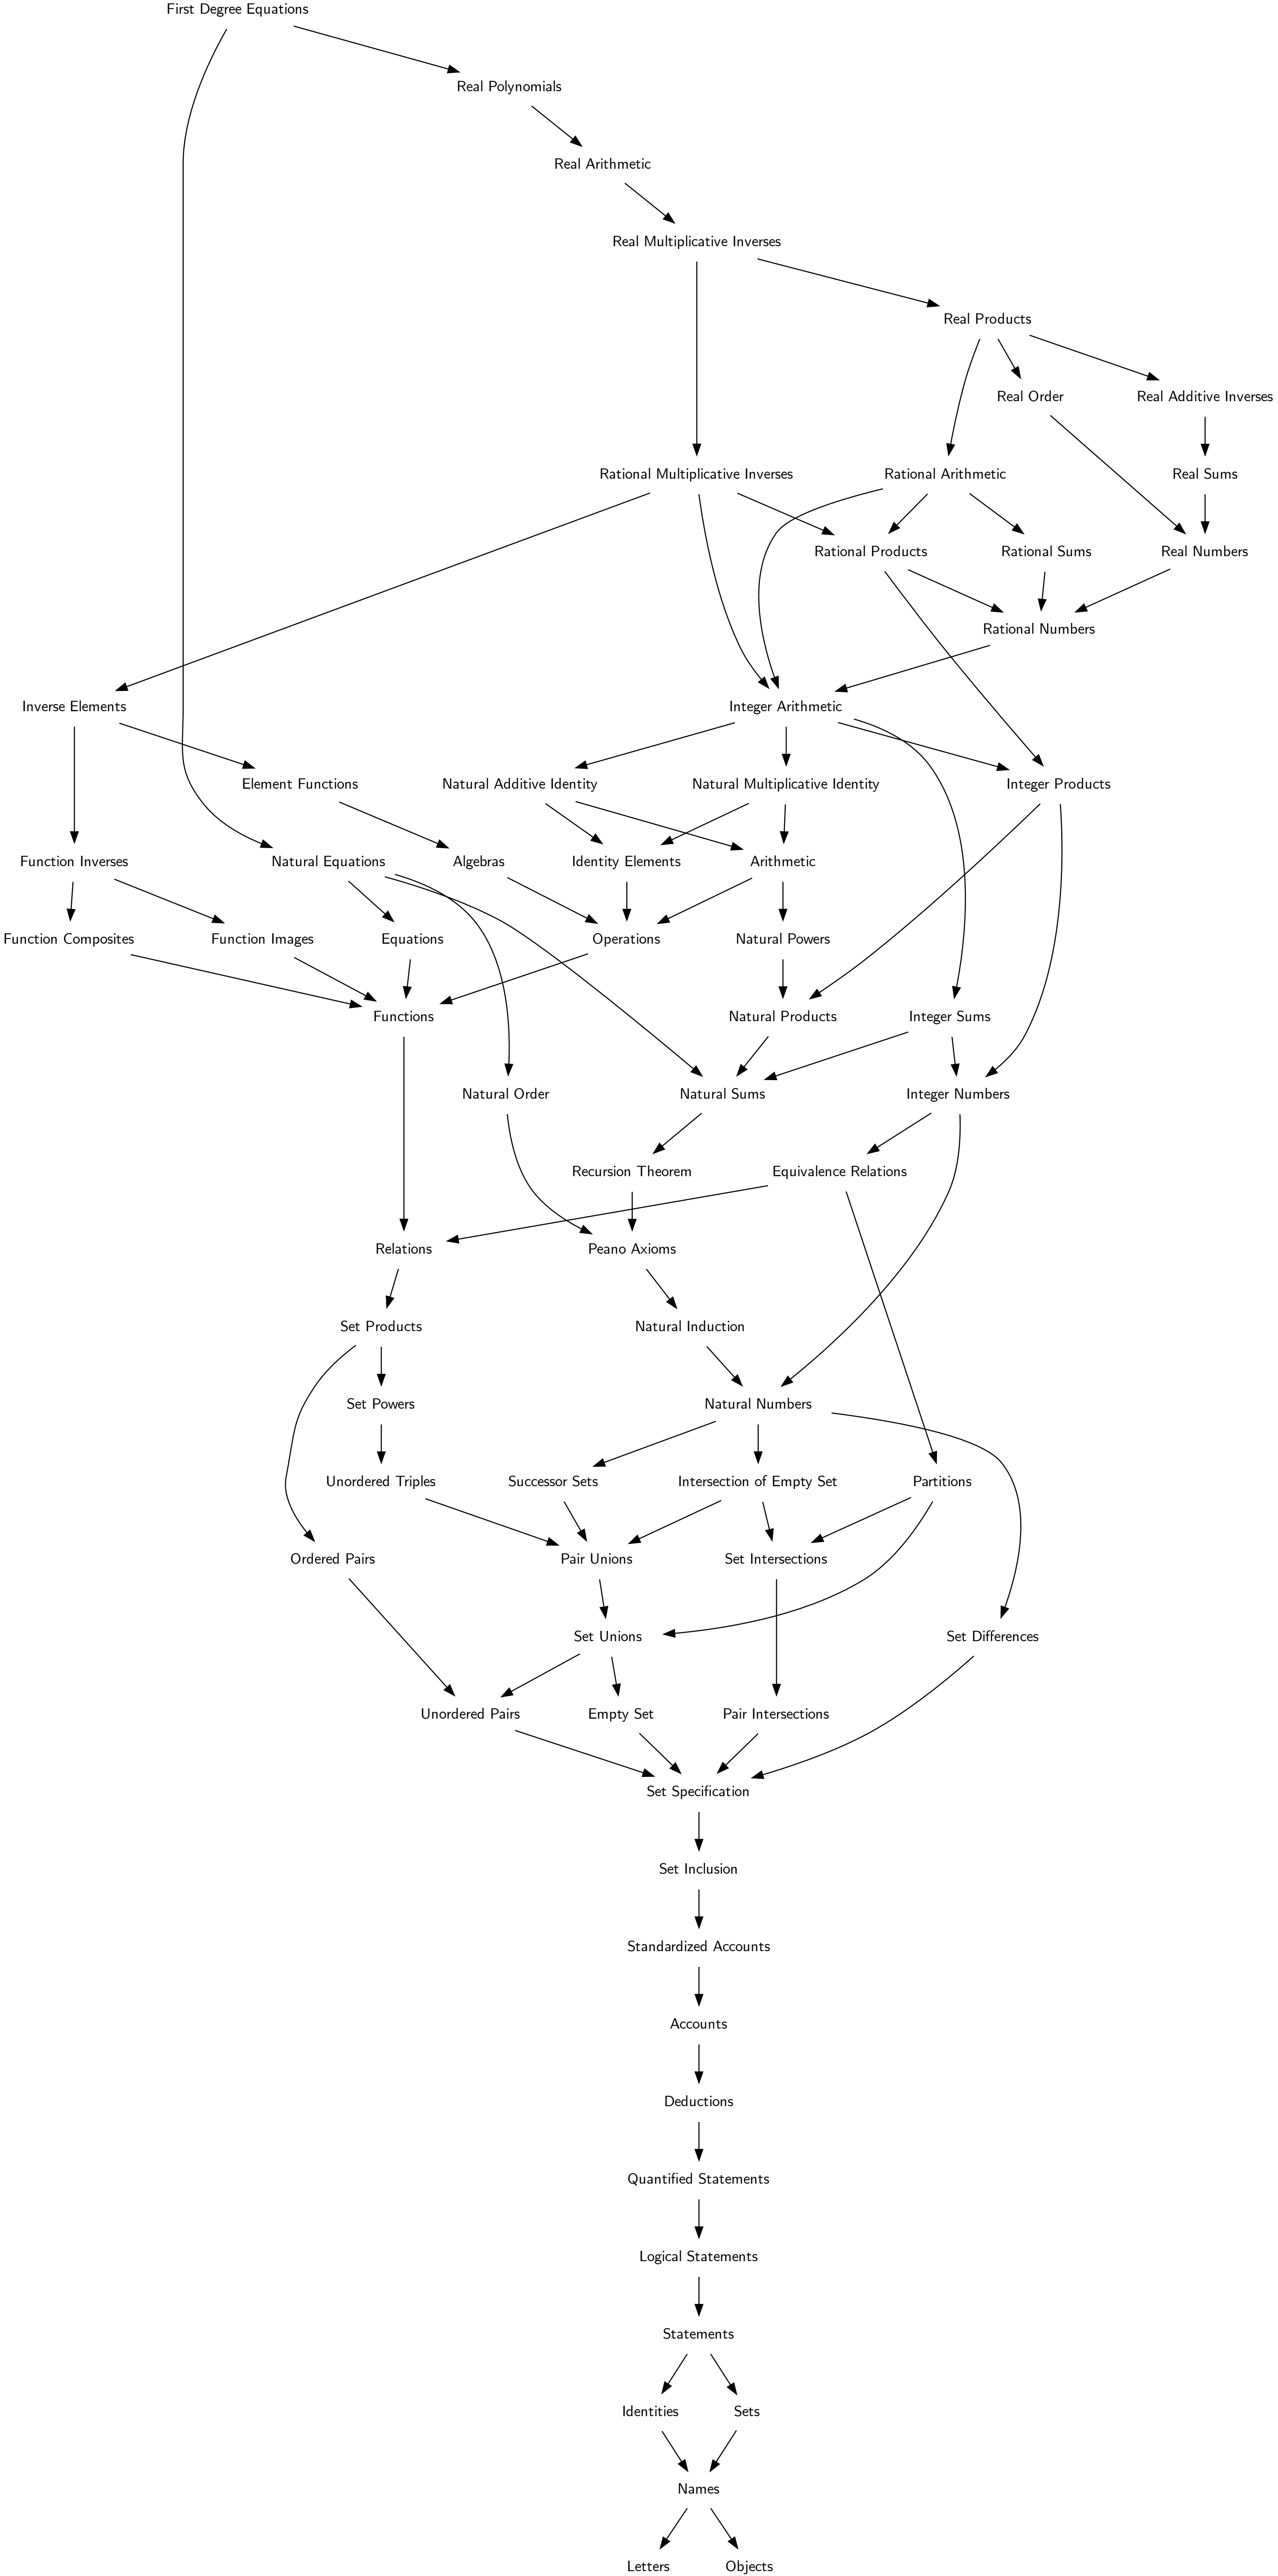 First Degree Equations
Real Polynomials
Real Arithmetic
Real Multiplicative Inverses
Real Products
Real Order
Real Additive Inverses
Rational Multiplicative Inverses
Rational Arithmetic
Real Sums
Rational Products
Rational Sums
Real Numbers
Rational Numbers
Inverse Elements
Integer Arithmetic
Element Functions
Natural Additive Identity
Natural Multiplicative Identity
Integer Products
Function Inverses
Natural Equations
Algebras
Identity Elements
Arithmetic
Function Composites
Function Images
Equations
Operations
Natural Powers
Functions
Natural Products
Integer Sums
Natural Order
Natural Sums
Integer Numbers
Recursion Theorem
Equivalence Relations
Relations
Peano Axioms
Set Products
Natural Induction
Set Powers
Natural Numbers
Unordered Triples
Successor Sets
Intersection of Empty Set
Partitions
Ordered Pairs
Pair Unions
Set Intersections
Set Unions
Set Differences
Unordered Pairs
Empty Set
Pair Intersections
Set Specification
Set Inclusion
Standardized Accounts
Accounts
Deductions
Quantified Statements
Logical Statements
Statements
Identities
Sets
Names
Letters
Objects